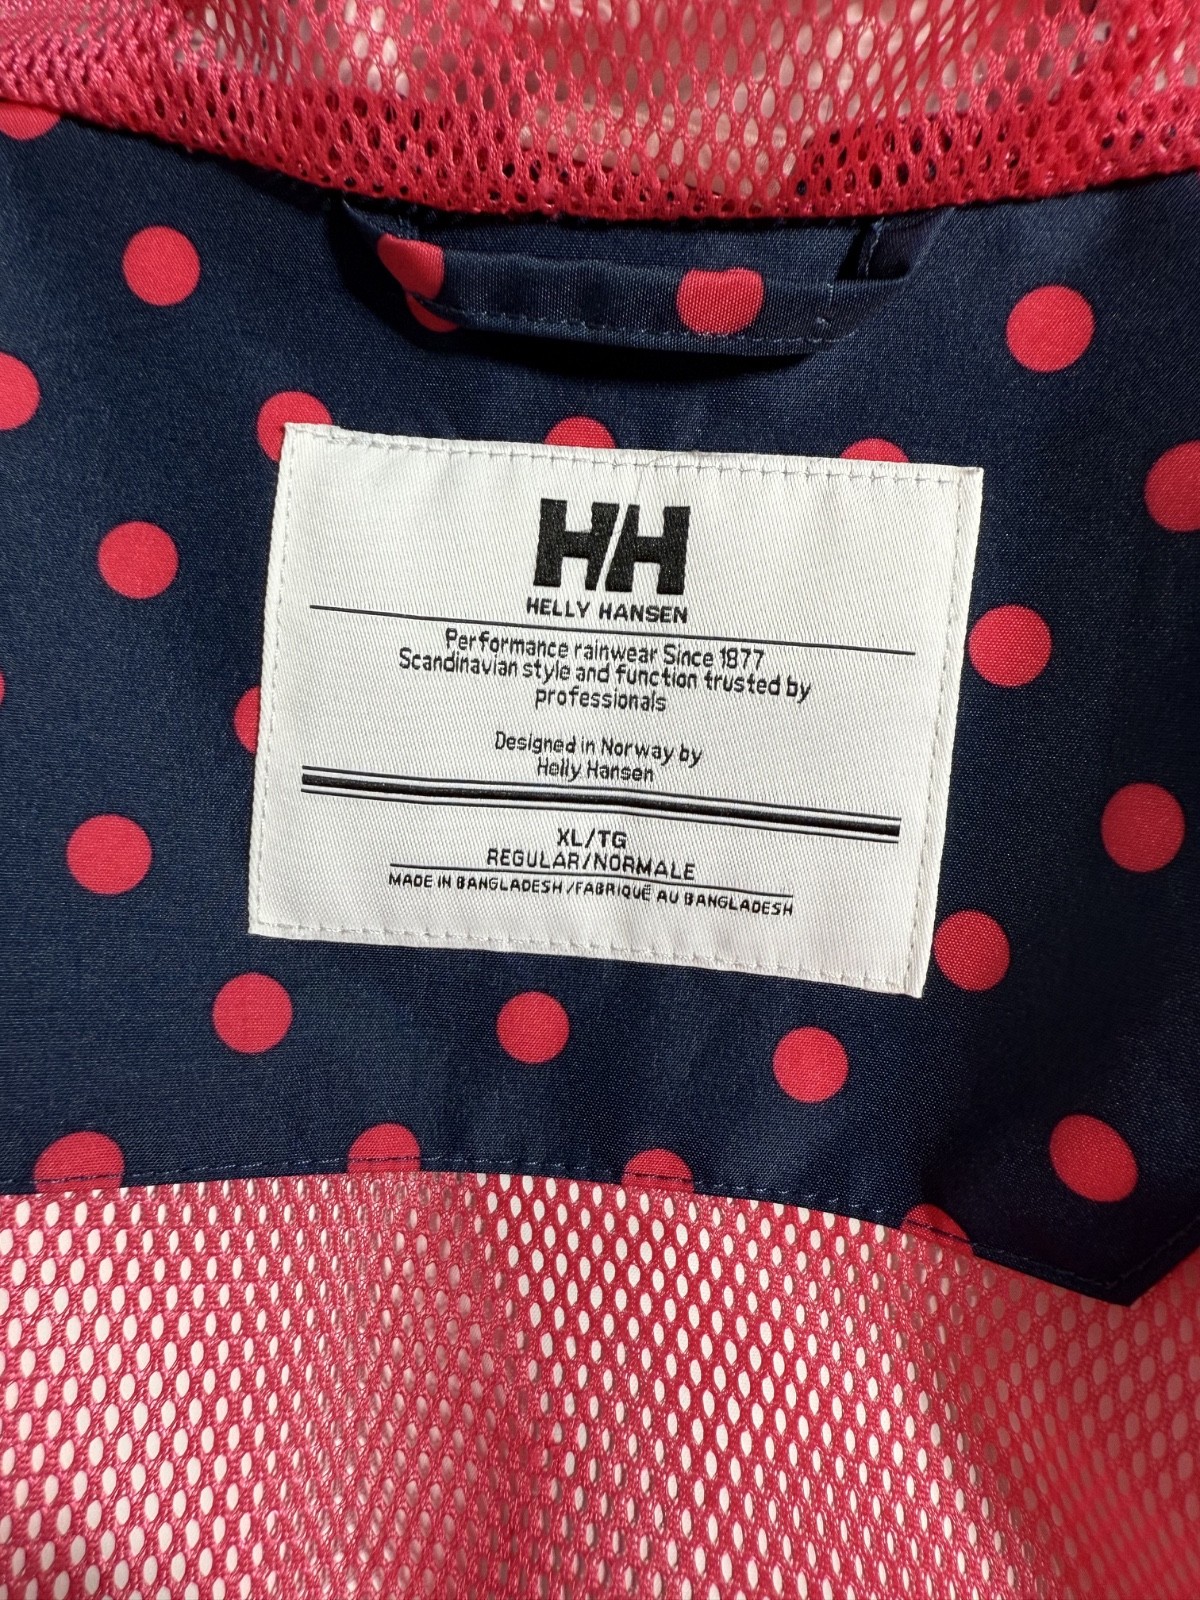 HH
HELLY HANSEN
Performance rainwear Since 1877
Scandinavian style and function trusted by
professionals
Designed in Norway by
Helly Hansen
XL/TG
REGULAR/NORMALE
MADE IN BANGLADESH/FABRIQUÉ AU BANGLADESH